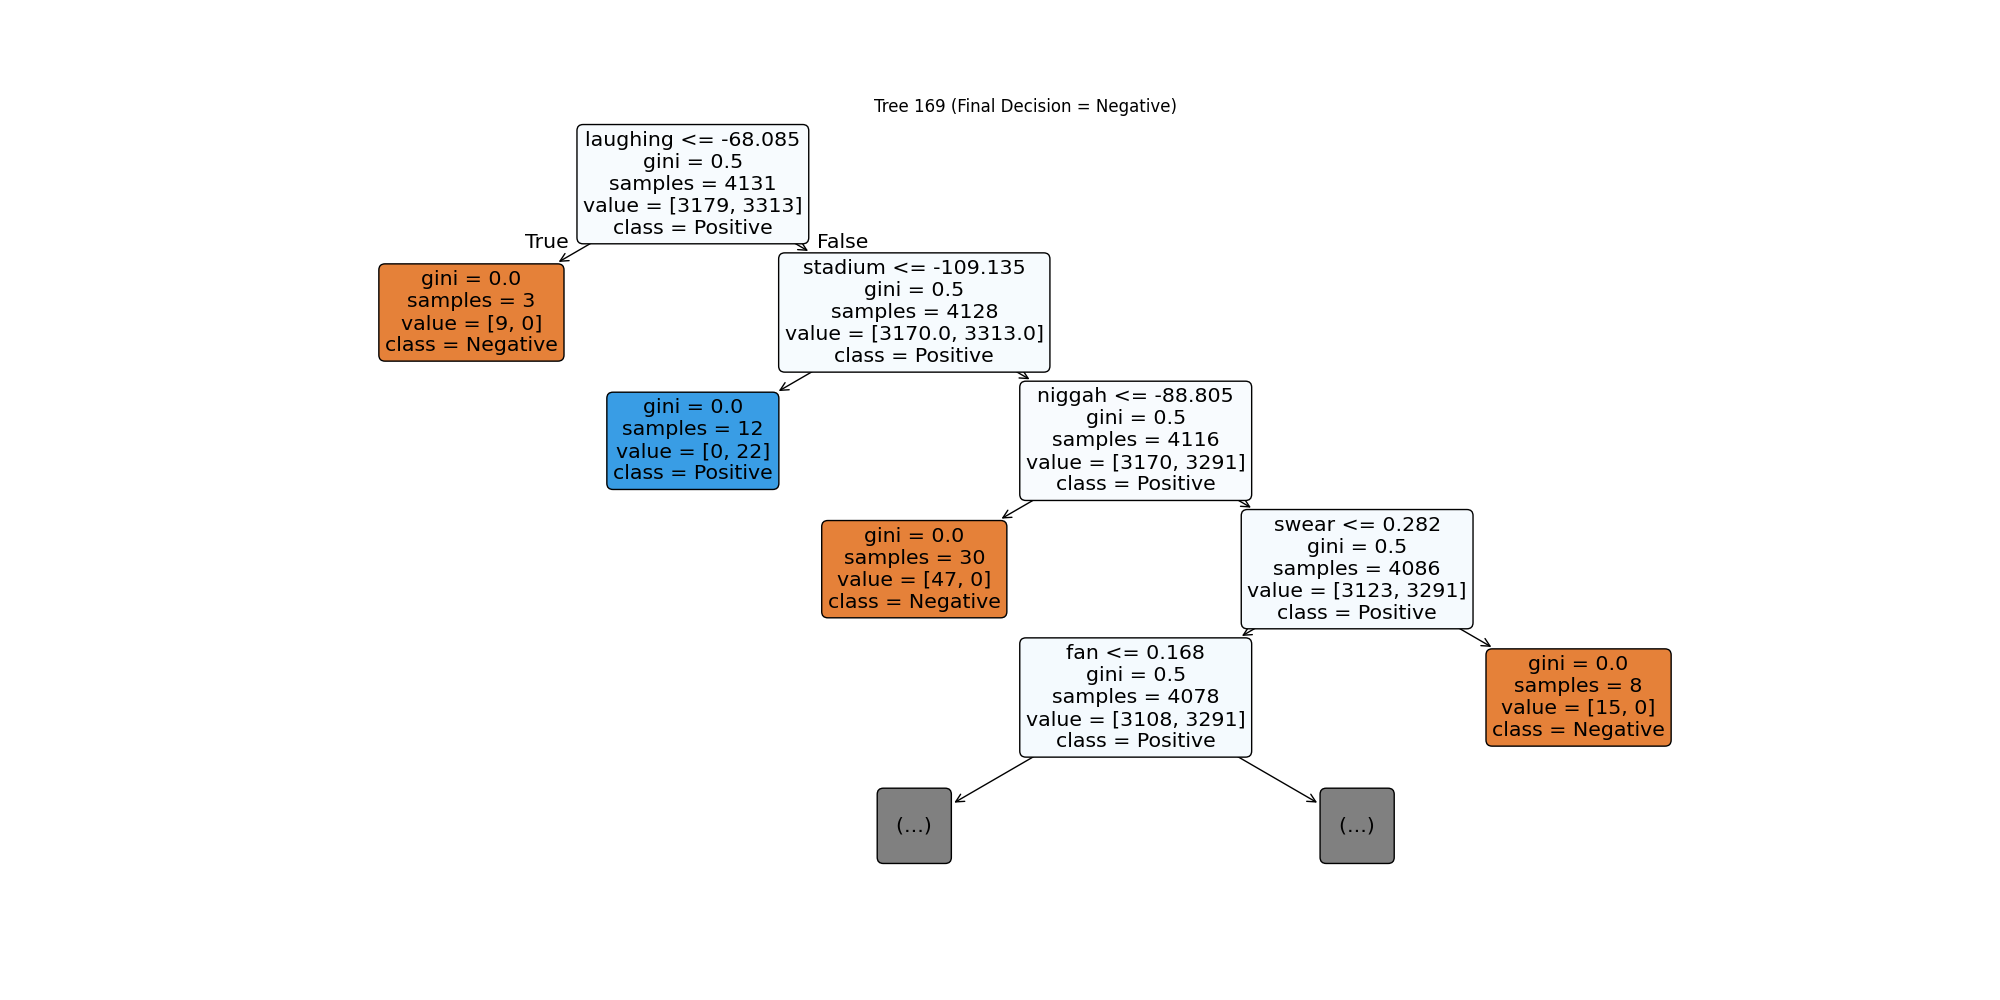 Tree 169 (Final Decision = Negative)
laughing <= -68.085
gini = 0.5
samples = 4131
value = [3179, 3313]
class = Positive
True
False
gini = 0.0
samples = 3
value = [9, 0]
class = Negative
stadium <= -109.135
gini = 0.5
samples = 4128
value = [3170.0, 3313.0]
class = Positive
gini = 0.0
samples = 12
value = [0, 22]
class = Positive
niggah <= -88.805
gini = 0.5
samples = 4116
value = [3170, 3291]
class = Positive
gini = 0.0
samples = 30
value = [47, 0]
class = Negative
swear <= 0.282
gini = 0.5
samples = 4086
value = [3123, 3291]
class = Positive
fan <= 0.168
gini = 0.5
samples = 4078
value = [3108, 3291]
class = Positive
gini = 0.0
samples = 8
value = [15, 0]
class = Negative
(...)
(...)